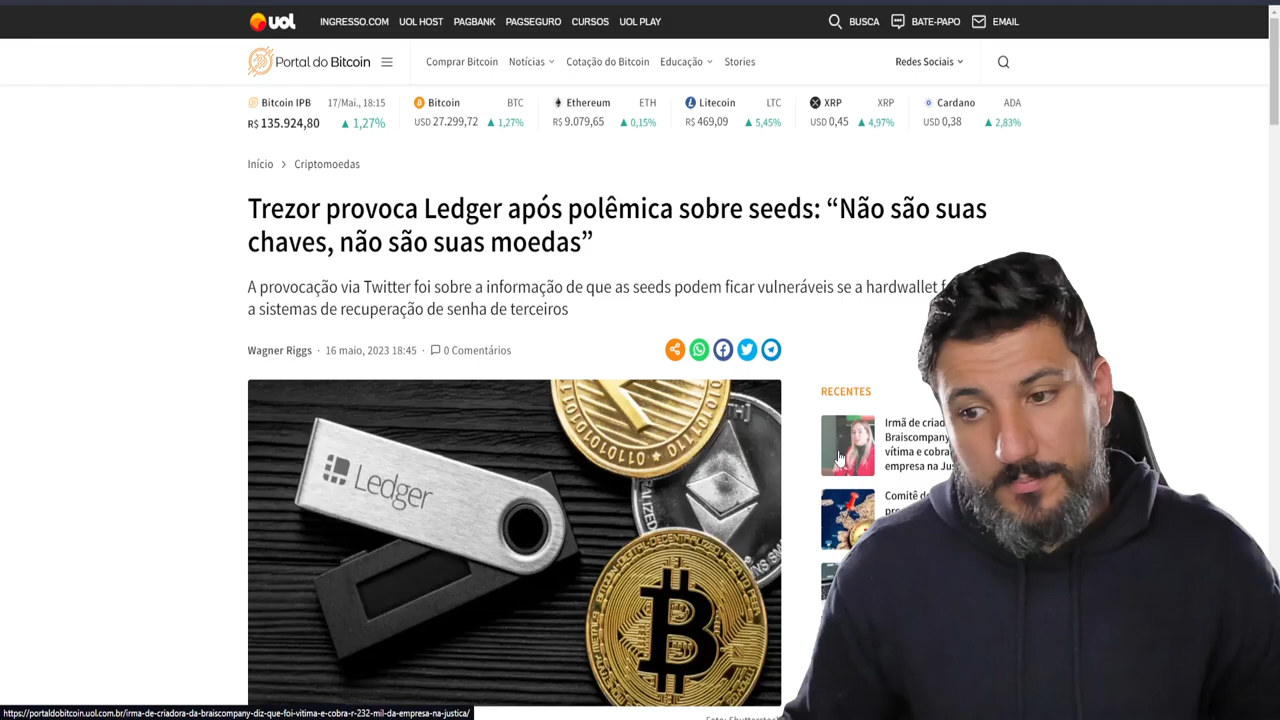 uol INGRESSO.COM UOL HOST PAGBANK PAGSEGURO CURSOS UOL PLAY BUSCA BATE-PAPO EMAIL
Portal do Bitcoin Comprar Bitcoin Notícias Cotação do Bitcoin Educação Stories Redes Sociais
Bitcoin IPB 17/Mai., 18:15 Bitcoin BTC Ethereum ETH Litecoin LTC XRP XRP Cardano ADA
R$ 135.924,80 ▲ 1,27% USD 27.299,72 ▲ 1,27% R$ 9.079,65 ▲ 0,15% R$ 469,09 ▲ 5,45% USD 0,45 ▲ 4,97% USD 0,38 ▲ 2,83%
Início > Criptomoedas
Trezor provoca Ledger após polêmica sobre seeds: “Não são suas
chaves, não são suas moedas”
A provocação via Twitter foi sobre a informação de que as seeds podem ficar vulneráveis se a hardwallet
a sistemas de recuperação de senha de terceiros
Wagner Riggs · 16 maio, 2023 18:45 · 0 Comentários
Ledger
RECENTES
Irmã de
Braiscompany
vítima e cobra
empresa na
Comitê
https://portaldobitcoin.uol.com.br/irma-de-criadora-da-braiscompany-diz-que-foi-vitima-e-cobra-r-232-mil-da-empresa-na-justica/